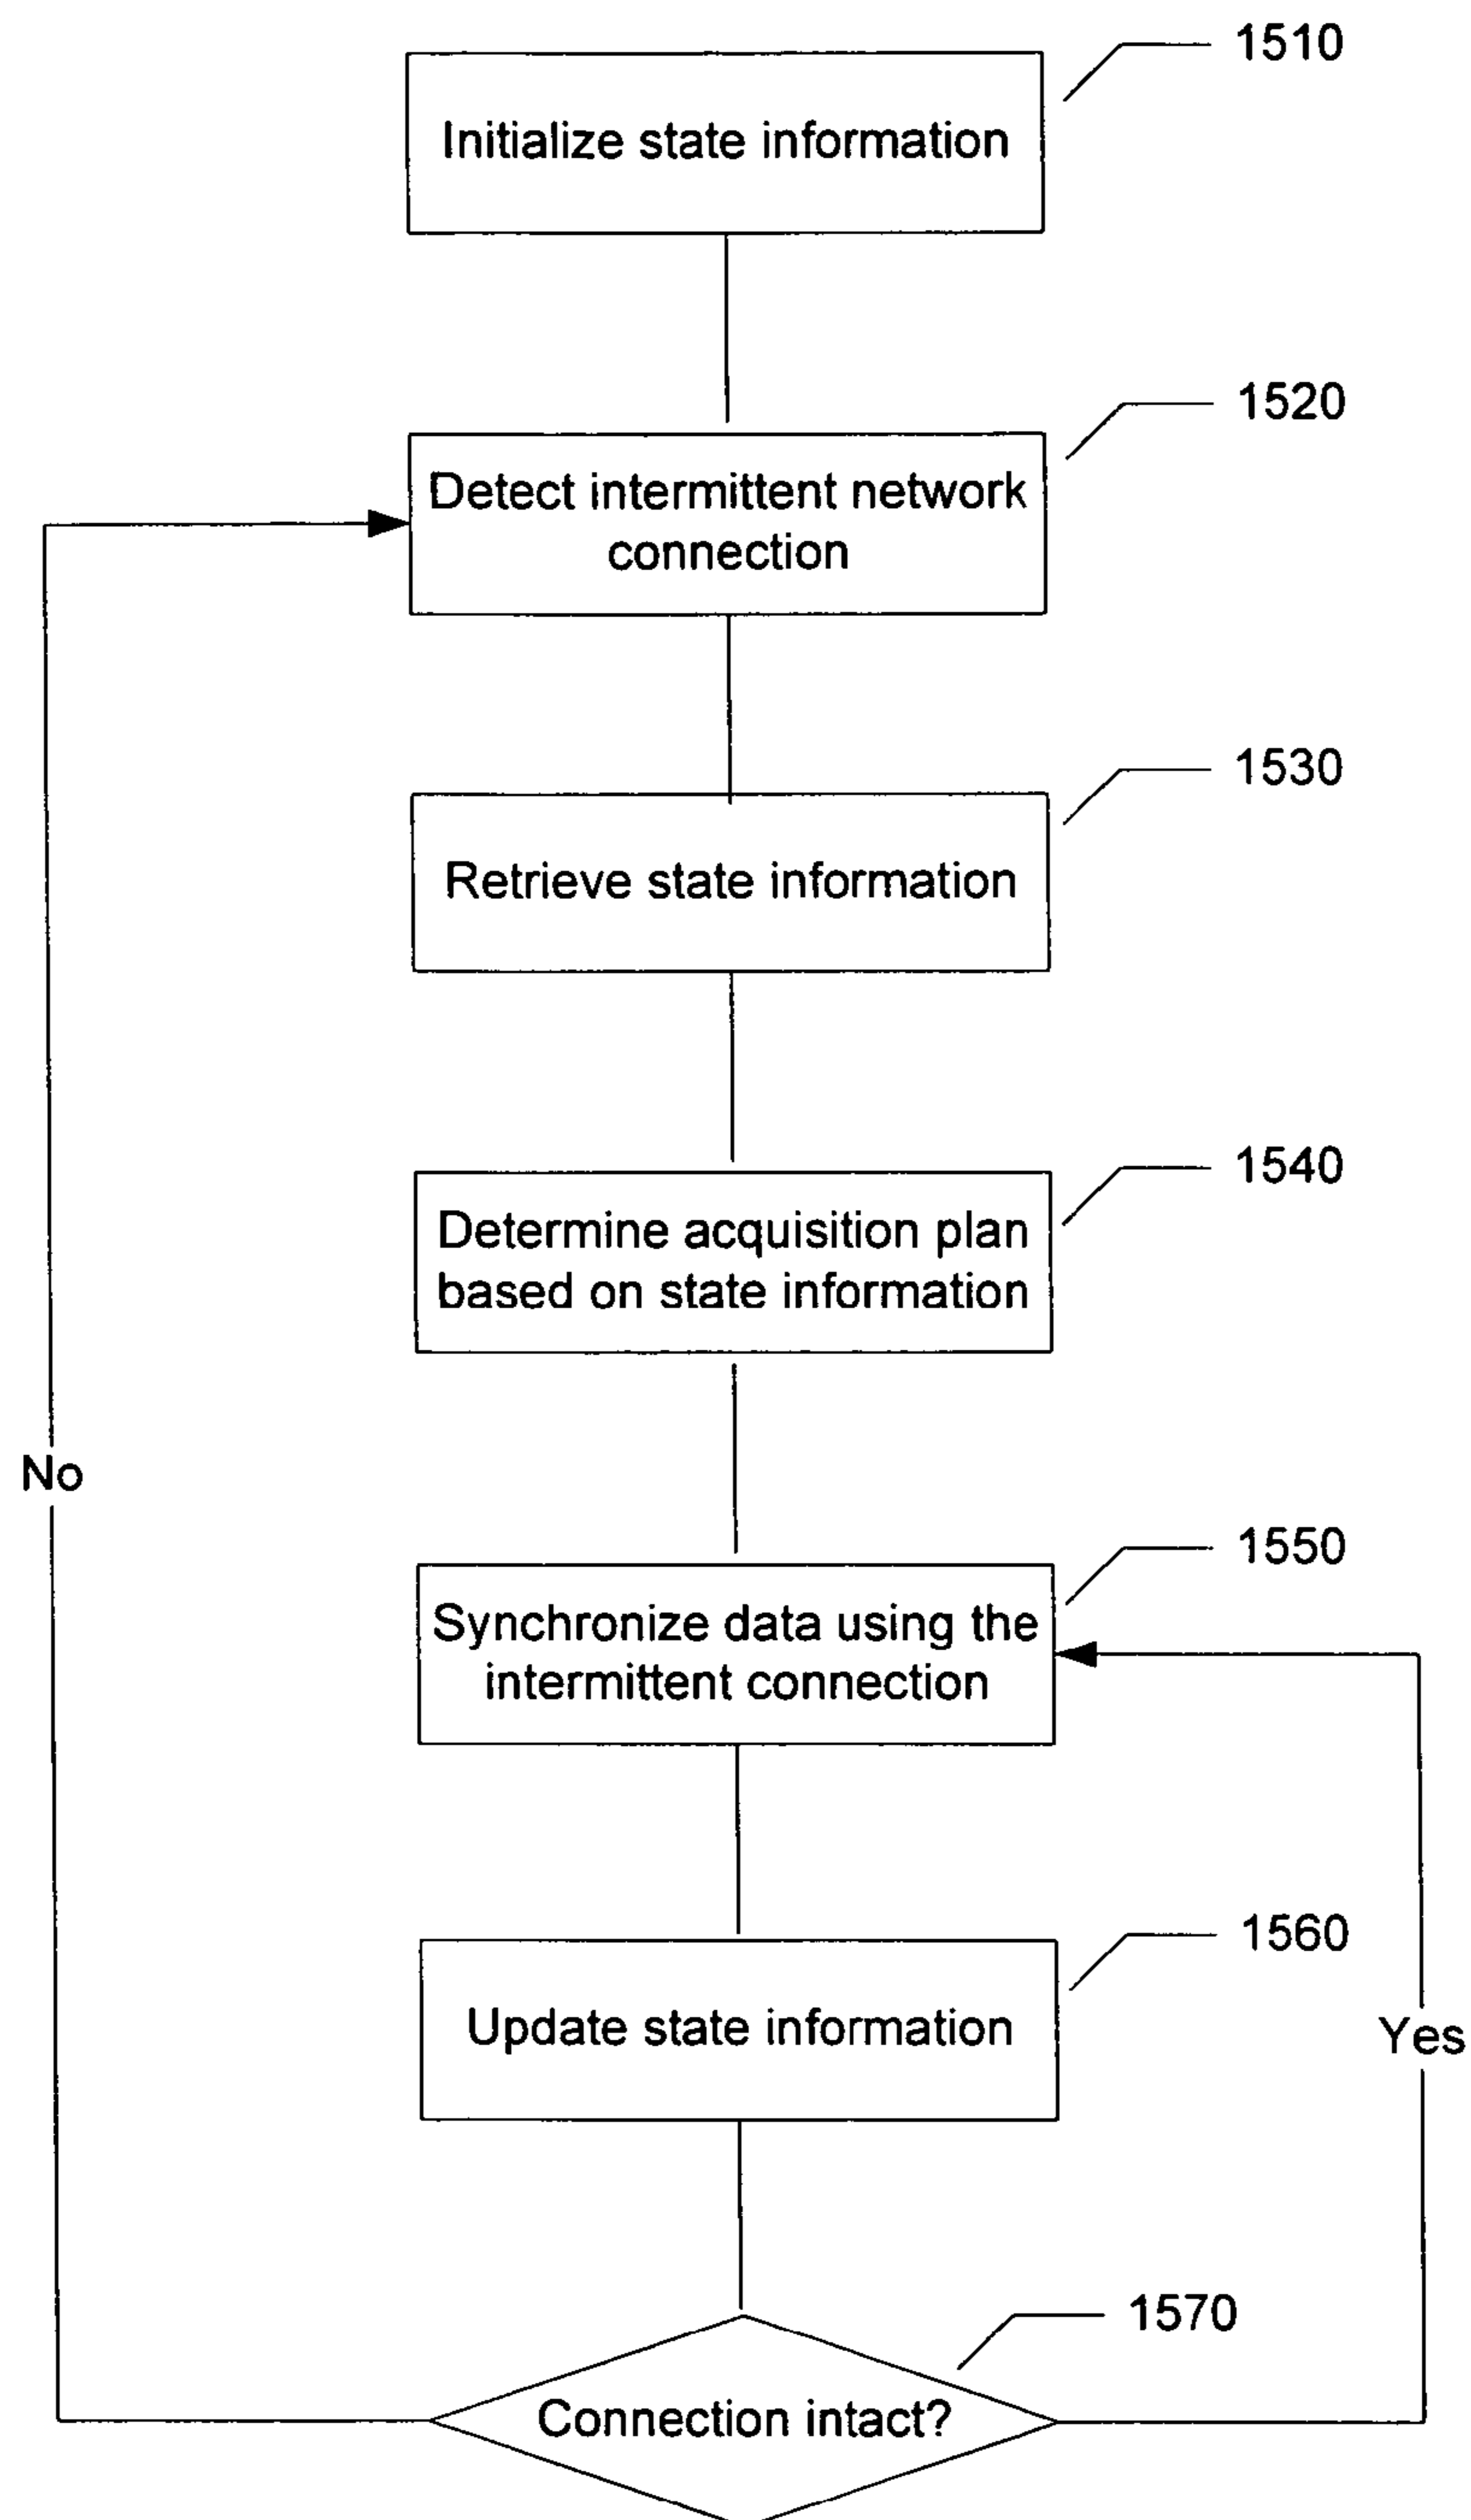 1510
Initialize state information
1520
Detect intermittent network
connection
1530
Retrieve state information
1540
Determine acquisition plan
based on state information
No
1550
Synchronize data using the
intermittent connection
1560
Update state information
Yes
1570
Connection intact?